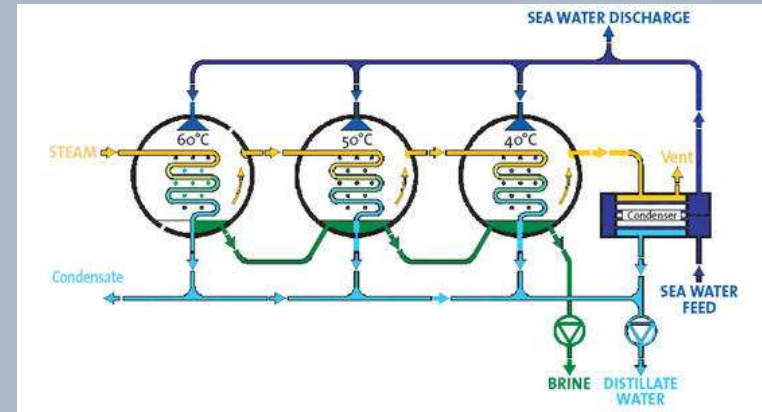 SEA WATER DISCHARGE
60°C
50°C
40°C
STEAM
Vent
Condenser
Condensate
SEA WATER
FEED
BRINE
DISTILLATE
WATER